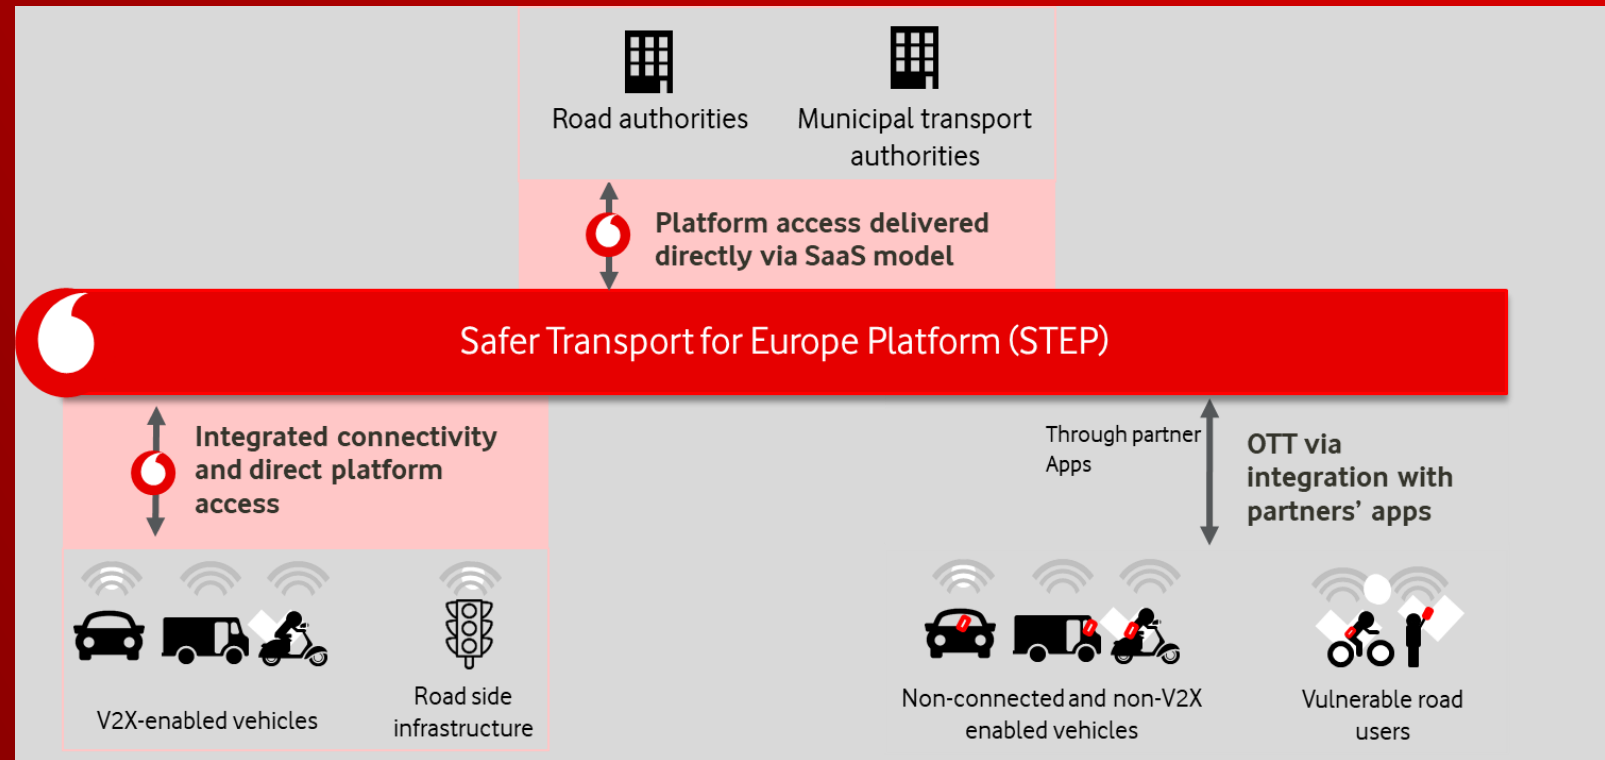 Road authorities
Municipal transport
authorities
Platform access delivered
directly via SaaS model
Safer Transport for Europe Platform (STEP)
Integrated connectivity
and direct platform
access
Through partner
Apps
OTT via
integration with
partners’ apps
V2X-enabled vehicles
Road side
infrastructure
Non-connected and non-V2X
enabled vehicles
Vulnerable road
users